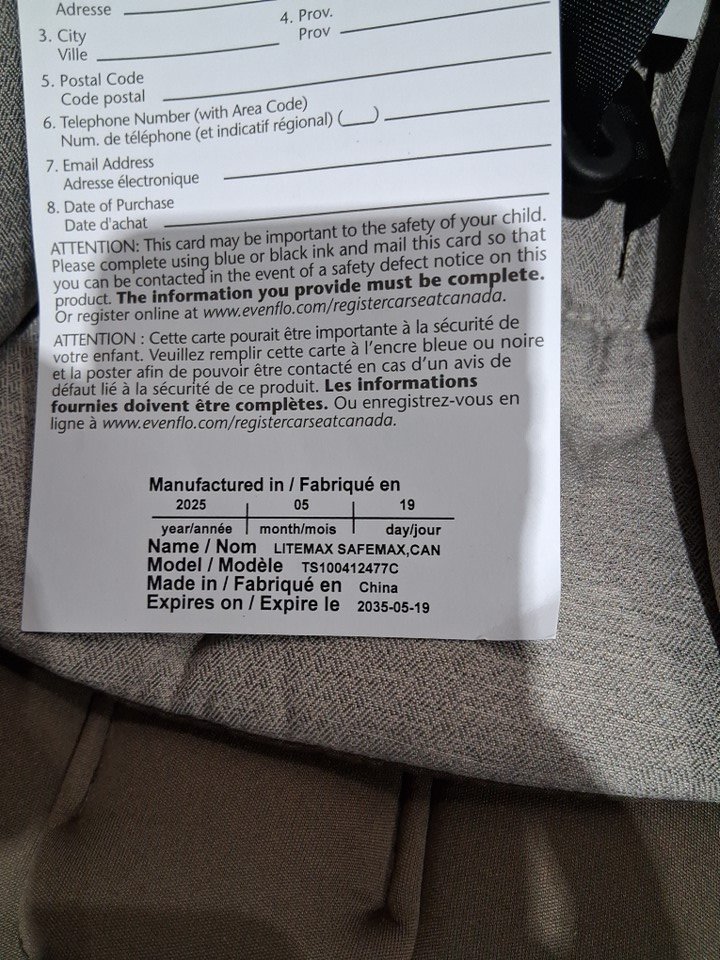 Adresse
3. City
Ville
4. Prov.
Prov
5. Postal Code
Code postal
6. Telephone Number (with Area Code)
Num. de téléphone (et indicatif régional) (___)
7. Email Address
Adresse électronique
8. Date of Purchase
Date d'achat
ATTENTION: This card may be important to the safety of your child.
Please complete using blue or black ink and mail this card so that
you can be contacted in the event of a safety defect notice on this
product. The information you provide must be complete.
Or register online at www.evenflo.com/registercarseatcanada.
ATTENTION : Cette carte pourait être importante à la sécurité de
votre enfant. Veuillez remplir cette carte à l'encre bleue ou noire
et la poster afin de pouvoir être contacté en cas d'un avis de
défaut lié à la sécurité de ce produit. Les informations
fournies doivent être complètes. Ou enregistrez-vous en
ligne à www.evenflo.com/registercarseatcanada.
Manufactured in / Fabriqué en
2025 05 19
year/année month/mois day/jour
Name / Nom LITEMAX SAFEMAX,CAN
Model / Modèle TS100412477C
Made in / Fabriqué en China
Expires on / Expire le 2035-05-19